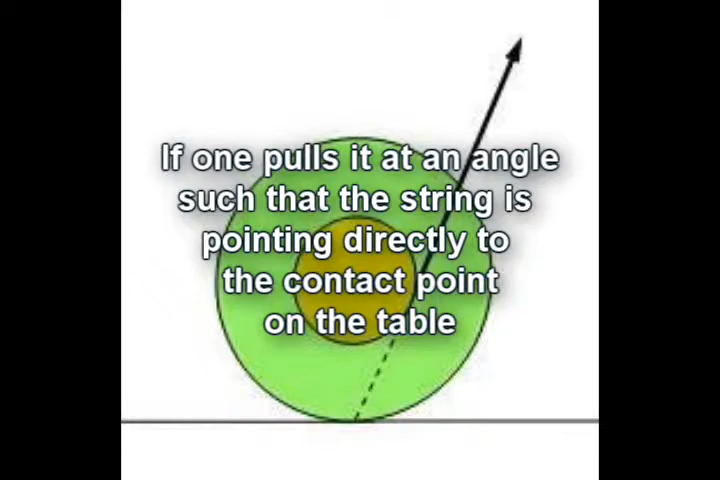 If one pulls it at an angle
such that the string is
pointing directly to
the contact point
on the table